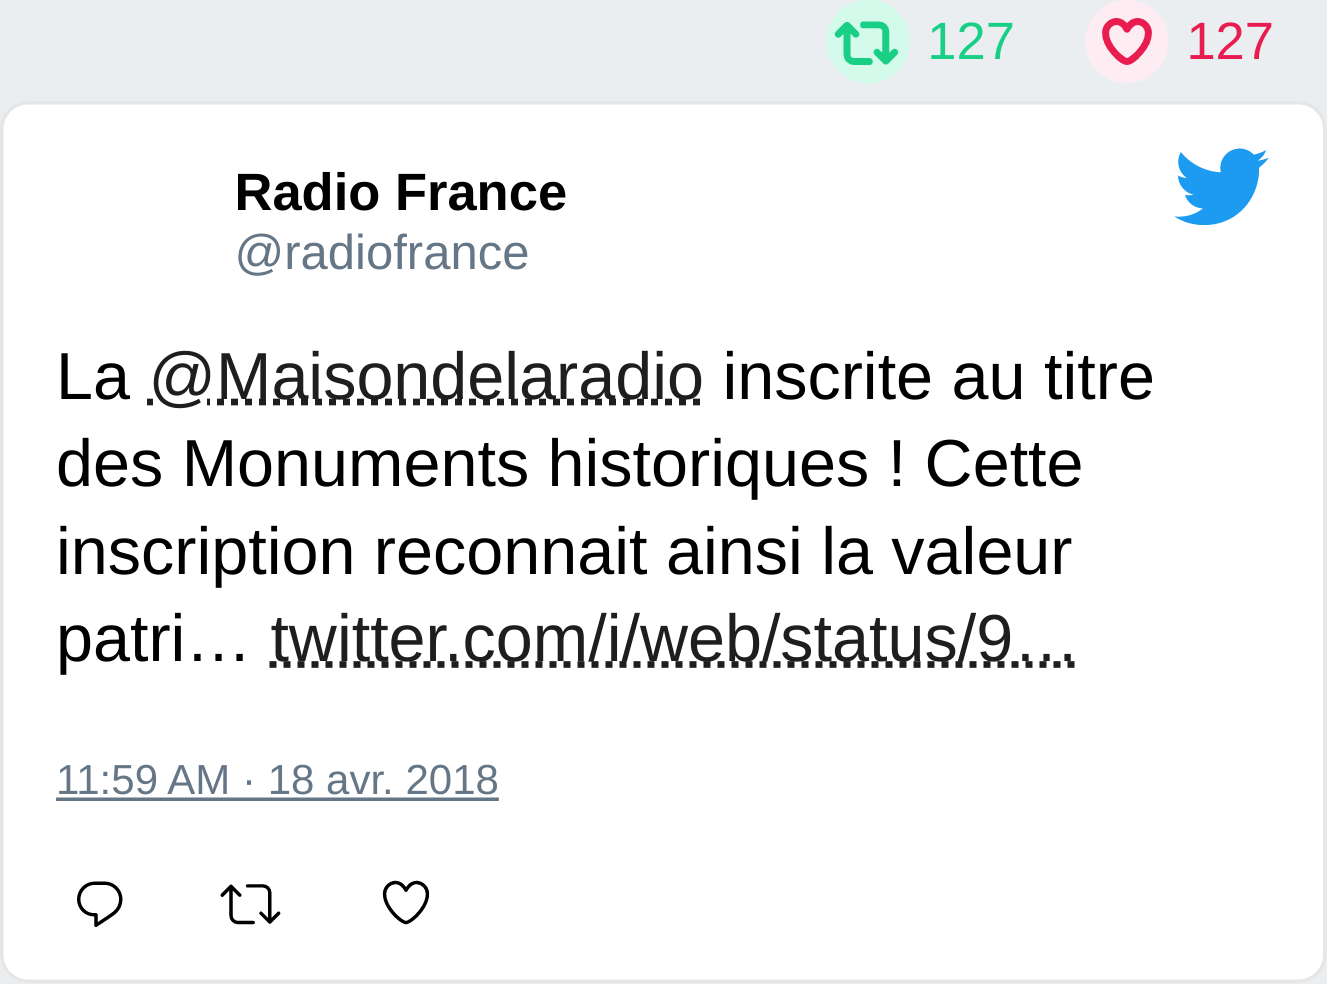 127 127
Radio France
@radiofrance
La @Maisondelaradio inscrite au titre
des Monuments historiques ! Cette
inscription reconnait ainsi la valeur
patri… twitter.com/i/web/status/9…
11:59 AM · 18 avr. 2018